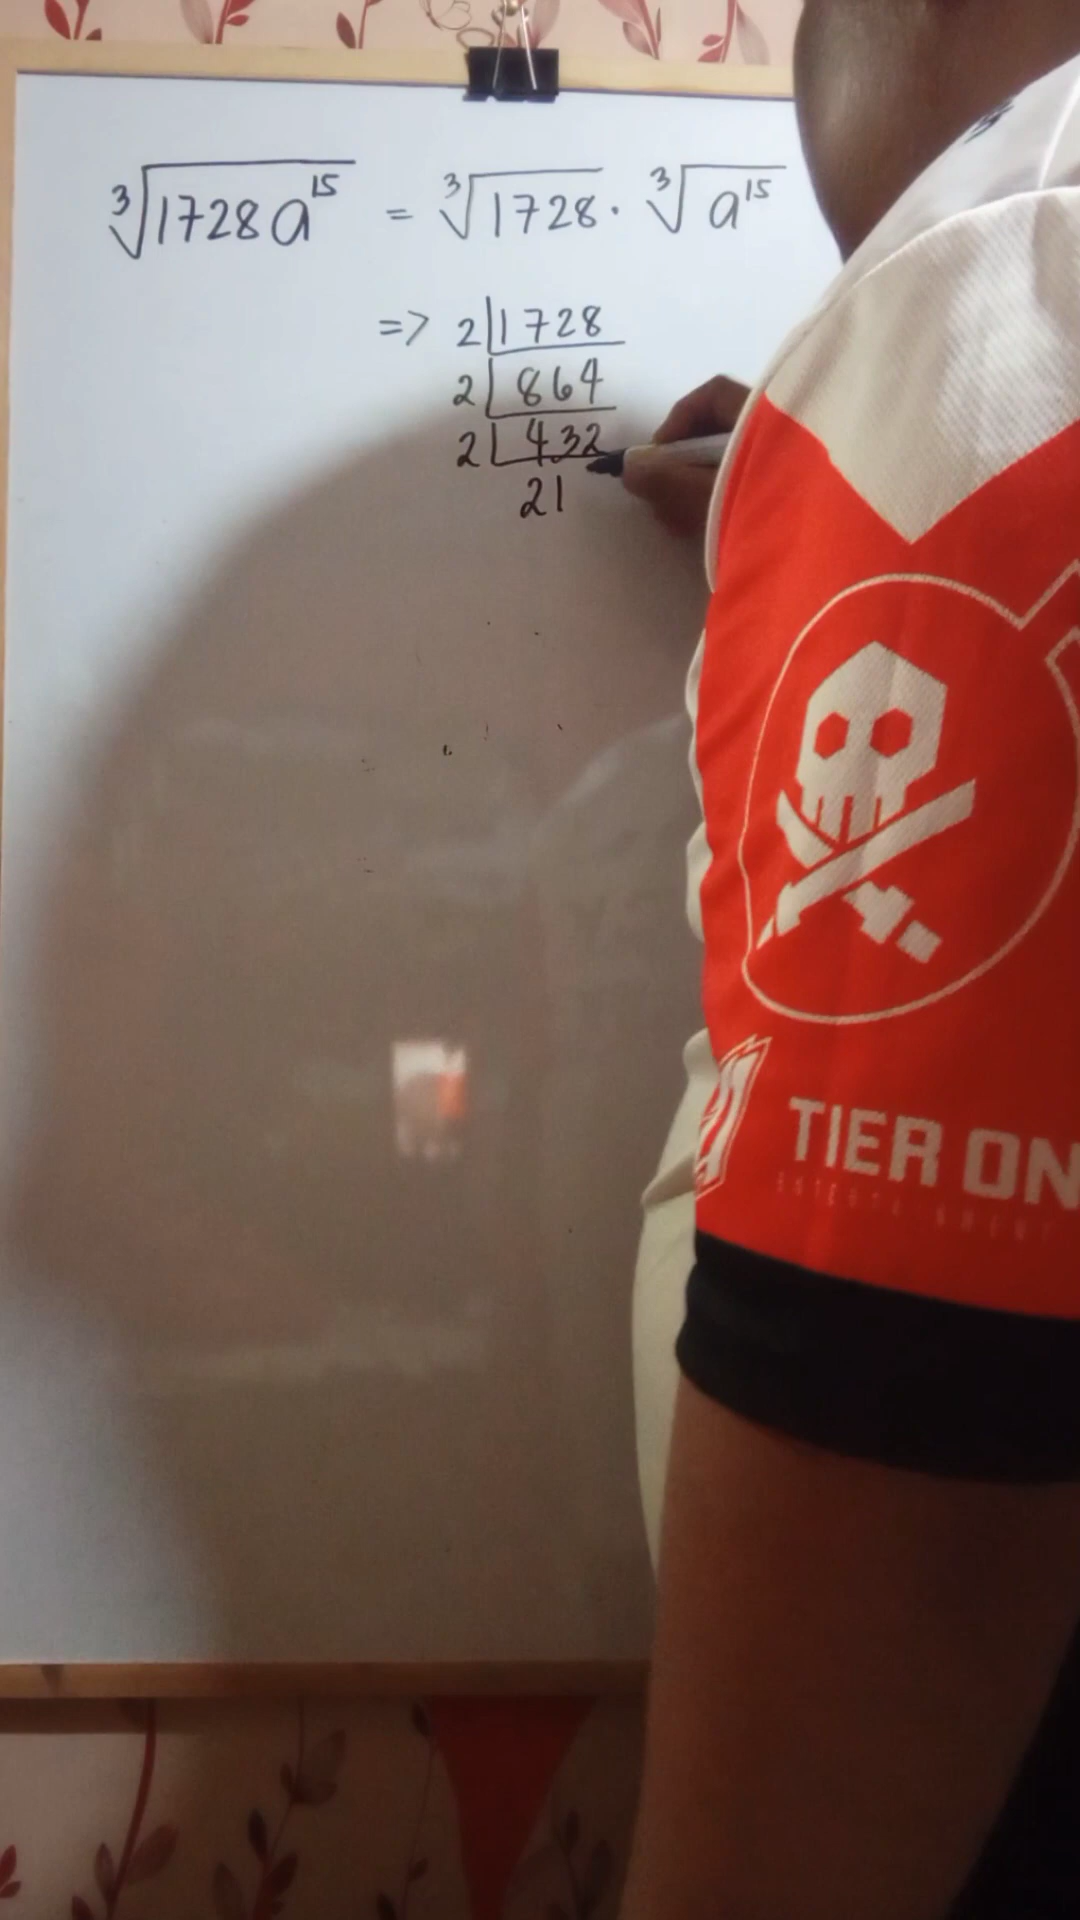 ∛1728a¹⁵ = ∛1728 · ∛a¹⁵
=> 2|1728
2|864
2|432
21
TIER ON